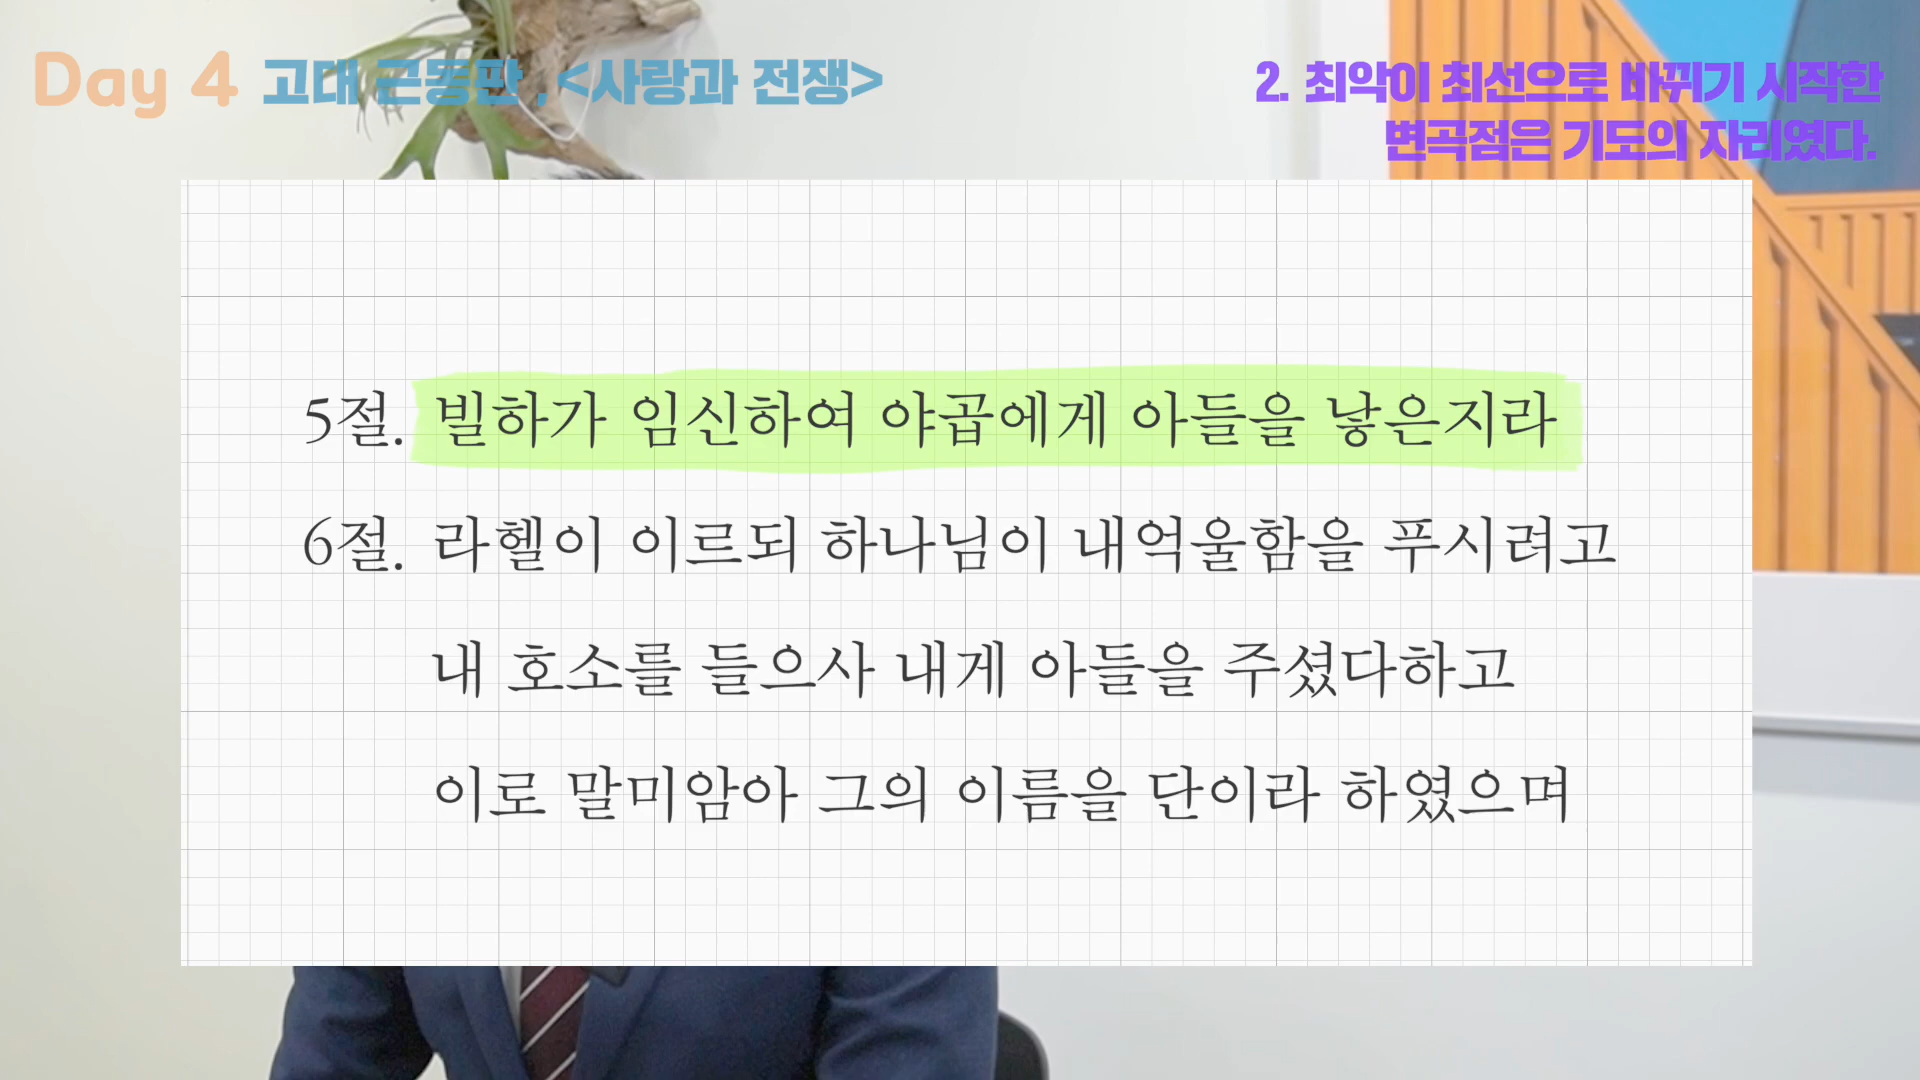 Day 4 고대 근동판, <사랑과 전쟁>
2. 최악이 최선으로 바뀌기 시작한
변곡점은 기도의 자리였다.
5절. 빌하가 임신하여 야곱에게 아들을 낳은지라
6절. 라헬이 이르되 하나님이 내억울함을 푸시려고
내 호소를 들으사 내게 아들을 주셨다하고
이로 말미암아 그의 이름을 단이라 하였으며